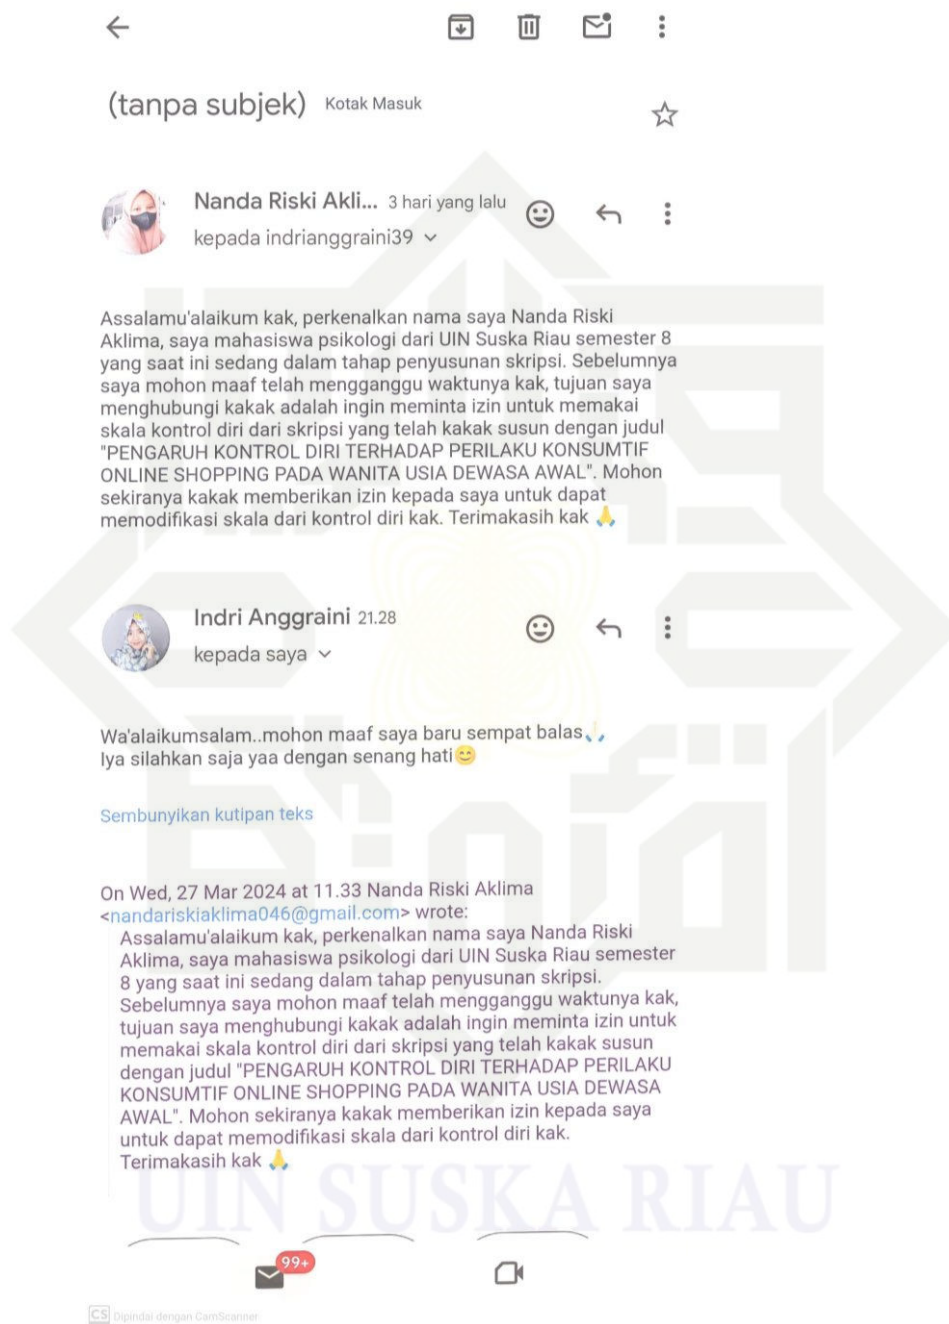 (tanpa subjek) Kotak Masuk
Nanda Riski Akli... 3 hari yang lalu
kepada indrianggraini39
Assalamu'alaikum kak, perkenalkan nama saya Nanda Riski
Aklima, saya mahasiswa psikologi dari UIN Suska Riau semester 8
yang saat ini sedang dalam tahap penyusunan skripsi. Sebelumnya
saya mohon maaf telah mengganggu waktunya kak, tujuan saya
menghubungi kakak adalah ingin meminta izin untuk memakai
skala kontrol diri dari skripsi yang telah kakak susun dengan judul
"PENGARUH KONTROL DIRI TERHADAP PERILAKU KONSUMTIF
ONLINE SHOPPING PADA WANITA USIA DEWASA AWAL". Mohon
sekiranya kakak memberikan izin kepada saya untuk dapat
memodifikasi skala dari kontrol diri kak. Terimakasih kak 🙏
Indri Anggraini 21.28
kepada saya
Wa'alaikumsalam..mohon maaf saya baru sempat balas🙏🏻
Iya silahkan saja yaa dengan senang hati😊
Sembunyikan kutipan teks
On Wed, 27 Mar 2024 at 11.33 Nanda Riski Aklima
<nandariskiaklima046@gmail.com> wrote:
Assalamu'alaikum kak, perkenalkan nama saya Nanda Riski
Aklima, saya mahasiswa psikologi dari UIN Suska Riau semester
8 yang saat ini sedang dalam tahap penyusunan skripsi.
Sebelumnya saya mohon maaf telah mengganggu waktunya kak,
tujuan saya menghubungi kakak adalah ingin meminta izin untuk
memakai skala kontrol diri dari skripsi yang telah kakak susun
dengan judul "PENGARUH KONTROL DIRI TERHADAP PERILAKU
KONSUMTIF ONLINE SHOPPING PADA WANITA USIA DEWASA
AWAL". Mohon sekiranya kakak memberikan izin kepada saya
untuk dapat memodifikasi skala dari kontrol diri kak.
Terimakasih kak 🙏
UIN SUSKA RIAU
99+
CS Dipindai dengan CamScanner